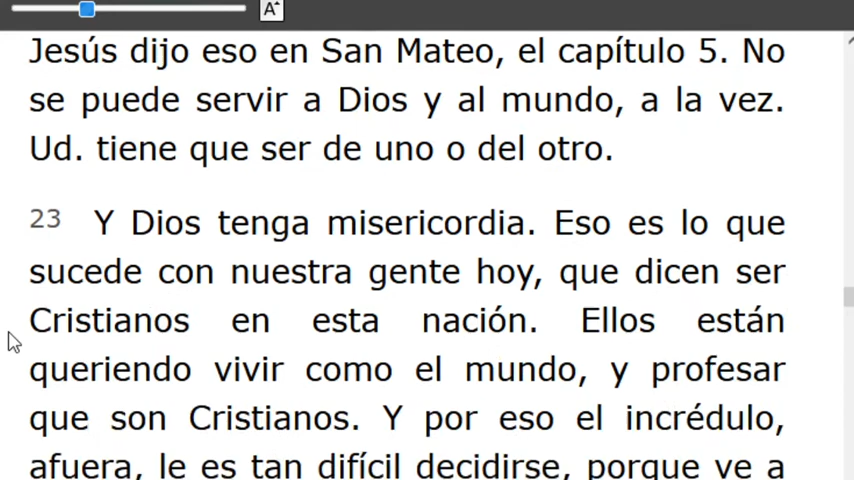 A
Jesús dijo eso en San Mateo, el capítulo 5. No
se puede servir a Dios y al mundo, a la vez.
Ud. tiene que ser de uno o del otro.
23 Y Dios tenga misericordia. Eso es lo que
sucede con nuestra gente hoy, que dicen ser
Cristianos en esta nación. Ellos están
queriendo vivir como el mundo, y profesar
que son Cristianos. Y por eso el incrédulo,
afuera, le es tan difícil decidirse, porque ve a